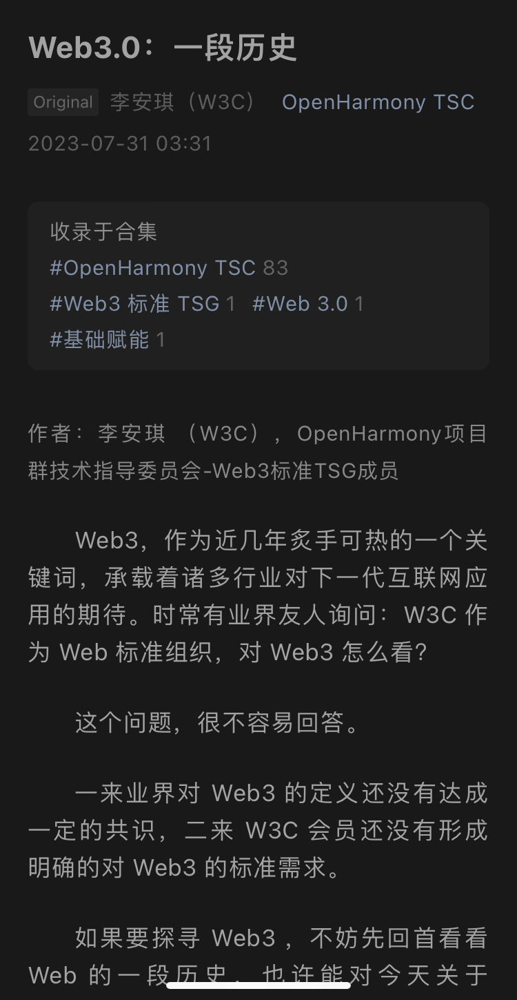 Web3.0：一段历史
Original 李安琪（W3C） OpenHarmony TSC
2023-07-31 03:31
收录于合集
#OpenHarmony TSC 83
#Web3 标准 TSG 1 #Web 3.0 1
#基础赋能 1
作者：李安琪 （W3C），OpenHarmony项目
群技术指导委员会-Web3标准TSG成员
Web3，作为近几年炙手可热的一个关
键词，承载着诸多行业对下一代互联网应
用的期待。时常有业界友人询问：W3C 作
为 Web 标准组织，对 Web3 怎么看?
这个问题，很不容易回答。
一来业界对 Web3 的定义还没有达成
一定的共识，二来 W3C 会员还没有形成
明确的对 Web3 的标准需求。
如果要探寻 Web3 ，不妨先回首看看
Web 的一段历史，也许能对今天关于